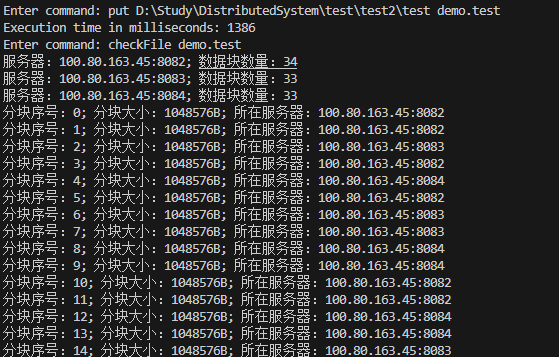 Enter command: put D:\Study\DistributedSystem\test\test2\test demo.test
Execution time in milliseconds: 1386
Enter command: checkFile demo.test
服务器: 100.80.163.45:8082; 数据块数量: 34
服务器: 100.80.163.45:8083; 数据块数量: 33
服务器: 100.80.163.45:8084; 数据块数量: 33
分块序号: 0; 分块大小: 1048576B; 所在服务器: 100.80.163.45:8082
分块序号: 1; 分块大小: 1048576B; 所在服务器: 100.80.163.45:8082
分块序号: 2; 分块大小: 1048576B; 所在服务器: 100.80.163.45:8083
分块序号: 3; 分块大小: 1048576B; 所在服务器: 100.80.163.45:8082
分块序号: 4; 分块大小: 1048576B; 所在服务器: 100.80.163.45:8084
分块序号: 5; 分块大小: 1048576B; 所在服务器: 100.80.163.45:8082
分块序号: 6; 分块大小: 1048576B; 所在服务器: 100.80.163.45:8083
分块序号: 7; 分块大小: 1048576B; 所在服务器: 100.80.163.45:8083
分块序号: 8; 分块大小: 1048576B; 所在服务器: 100.80.163.45:8084
分块序号: 9; 分块大小: 1048576B; 所在服务器: 100.80.163.45:8084
分块序号: 10; 分块大小: 1048576B; 所在服务器: 100.80.163.45:8082
分块序号: 11; 分块大小: 1048576B; 所在服务器: 100.80.163.45:8082
分块序号: 12; 分块大小: 1048576B; 所在服务器: 100.80.163.45:8084
分块序号: 13; 分块大小: 1048576B; 所在服务器: 100.80.163.45:8084
分块序号: 14; 分块大小: 1048576B; 所在服务器: 100.80.163.45:8083